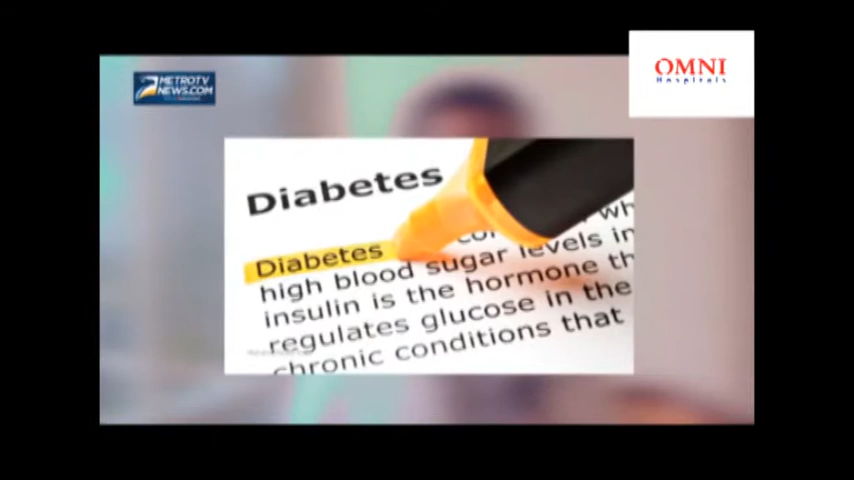 METROTV
NEWS.COM
OMNI
Hospitals
Diabetes
Diabetes
high blood sugar levels in
insulin is the hormone th
regulates glucose in the
chronic conditions that